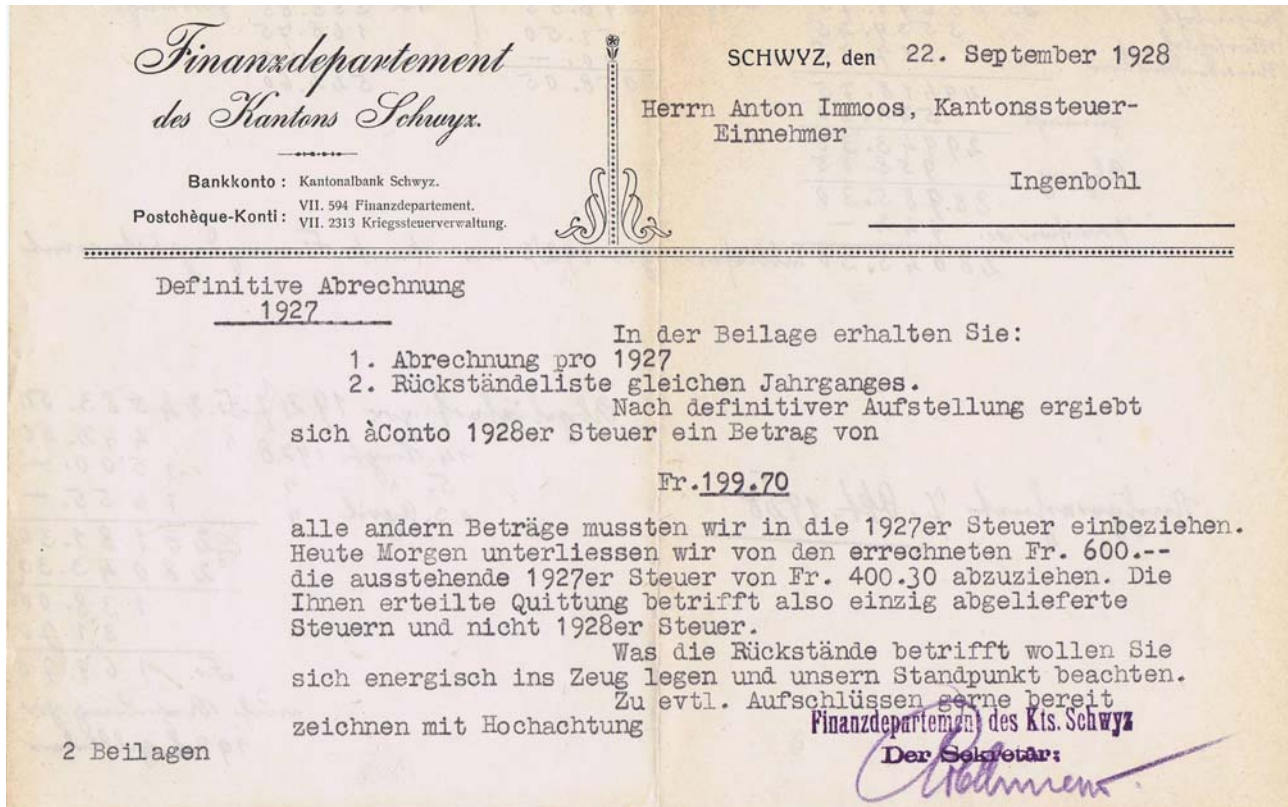 Finanzdepartement
des Kantons Schwyz.
Bankkonto: Kantonalbank Schwyz.
Postchèque-Konti: VII. 594 Finanzdepartement.
VII. 2313 Kriegssteuerverwaltung.
SCHWYZ, den 22. September 1928
Herrn Anton Immoos, Kantonssteuer-
Einnehmer
Ingenbohl
Definitive Abrechnung
1927
In der Beilage erhalten Sie:
1. Abrechnung pro 1927
2. Rückständeliste gleichen Jahrganges.
Nach definitiver Aufstellung ergiebt
sich àConto 1928er Steuer ein Betrag von
Fr.199.70
alle andern Beträge mussten wir in die 1927er Steuer einbeziehen.
Heute Morgen unterliessen wir von den errechneten Fr. 600.--
die ausstehende 1927er Steuer von Fr. 400.30 abzuziehen. Die
Ihnen erteilte Quittung betrifft also einzig abgelieferte
Steuern und nicht 1928er Steuer.
Was die Rückstände betrifft wollen Sie
sich energisch ins Zeug legen und unsern Standpunkt beachten.
Zu evtl. Aufschlüssen gerne bereit
zeichnen mit Hochachtung
Finanzdepartement des Kts. Schwyz
Der Sekretär:
2 Beilagen